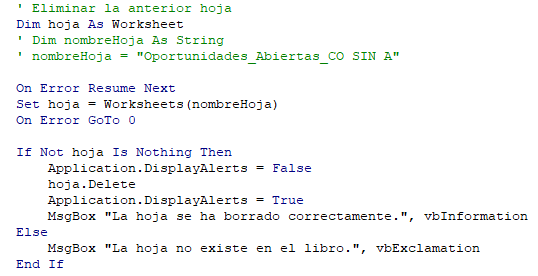 ' Eliminar la anterior hoja
Dim hoja As Worksheet
' Dim nombreHoja As String
' nombreHoja = "Oportunidades_Abiertas_CO SIN A"

On Error Resume Next
Set hoja = Worksheets(nombreHoja)
On Error GoTo 0

If Not hoja Is Nothing Then
    Application.DisplayAlerts = False
    hoja.Delete
    Application.DisplayAlerts = True
    MsgBox "La hoja se ha borrado correctamente.", vbInformation
Else
    MsgBox "La hoja no existe en el libro.", vbExclamation
End If